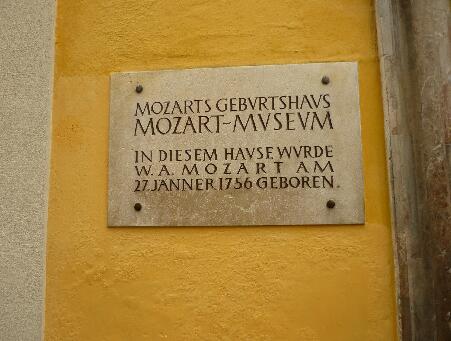 MOZARTS GEBVRTSHAVS
MOZART-MVSEVM
IN DIESEM HAVSE WVRDE
W. A. MOZART AM
27. JÄNNER 1756 GEBOREN.